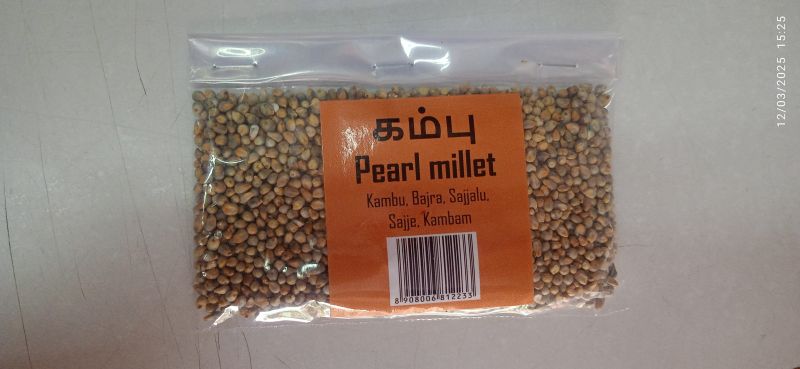 கம்பு
Pearl millet
Kambu, Bajra, Sajjalu,
Sajje, Kambam
8 908006 812233
12/03/2025 15:25